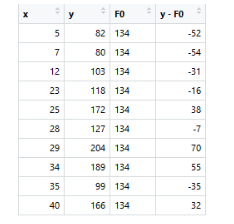 x y F0 y - F0
5 82 134 -52
7 80 134 -54
12 103 134 -31
23 118 134 -16
25 172 134 38
28 127 134 -7
29 204 134 70
34 189 134 55
35 99 134 -35
40 166 134 32